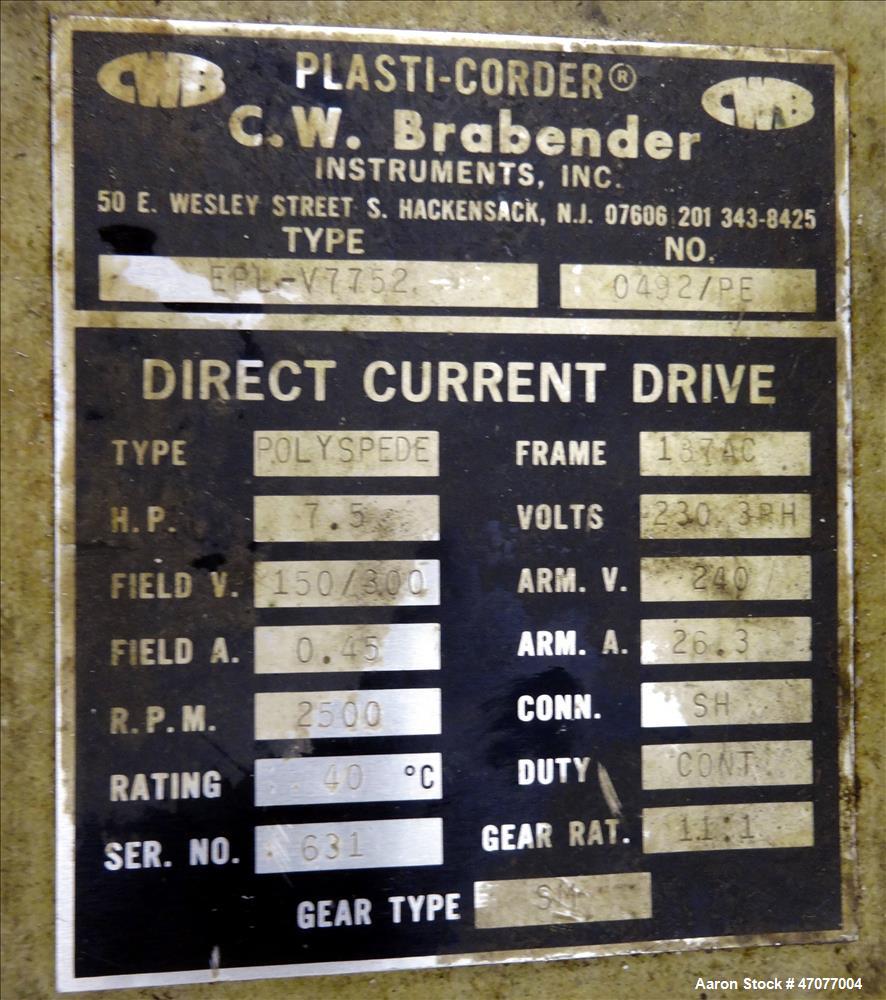 CWB PLASTI-CORDER® CWB
C.W. Brabender
INSTRUMENTS, INC.
50 E. WESLEY STREET S. HACKENSACK, N.J. 07606 201 343-8425
TYPE NO.
EPL-V7752 0492/PE
DIRECT CURRENT DRIVE
TYPE POLYSPEDE FRAME 187AC
H.P. 7.5 VOLTS 230 3PH
FIELD V. 150/300 ARM. V. 240
FIELD A. 0.45 ARM. A. 26.3
R.P.M. 2500 CONN. SH
RATING 40 °C DUTY CONT.
SER. NO. 631 GEAR RAT. 11:1
GEAR TYPE SM
Aaron Stock # 47077004